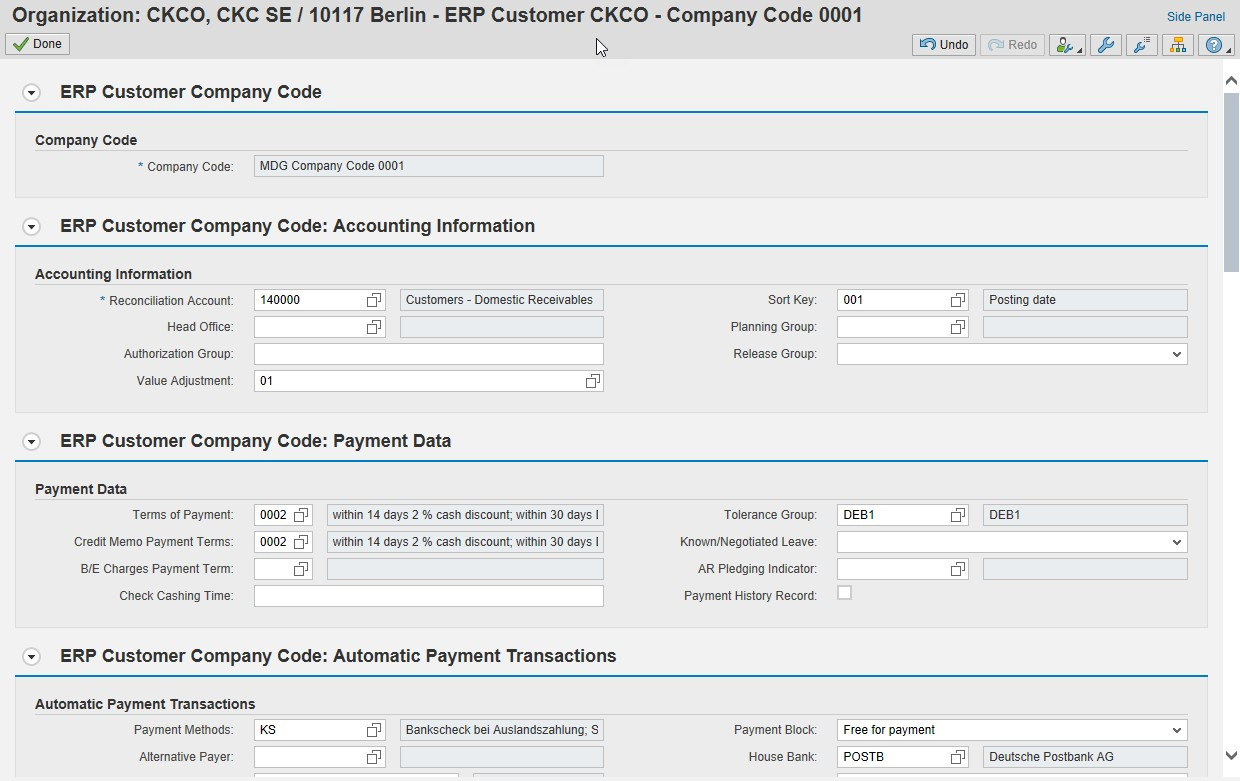 Organization: CKCO, CKC SE / 10117 Berlin - ERP Customer CKCO - Company Code 0001
Side Panel
Done
Undo
Redo
ERP Customer Company Code
Company Code
* Company Code: MDG Company Code 0001
ERP Customer Company Code: Accounting Information
Accounting Information
* Reconciliation Account: 140000 Customers - Domestic Receivables Sort Key: 001 Posting date
Head Office: Planning Group:
Authorization Group: Release Group:
Value Adjustment: 01
ERP Customer Company Code: Payment Data
Payment Data
Terms of Payment: 0002 within 14 days 2 % cash discount; within 30 days Tolerance Group: DEB1 DEB1
Credit Memo Payment Terms: 0002 within 14 days 2 % cash discount; within 30 days Known/Negotiated Leave:
B/E Charges Payment Term: AR Pledging Indicator:
Check Cashing Time: Payment History Record:
ERP Customer Company Code: Automatic Payment Transactions
Automatic Payment Transactions
Payment Methods: KS Bankscheck bei Auslandszahlung; S Payment Block: Free for payment
Alternative Payer: House Bank: POSTB Deutsche Postbank AG